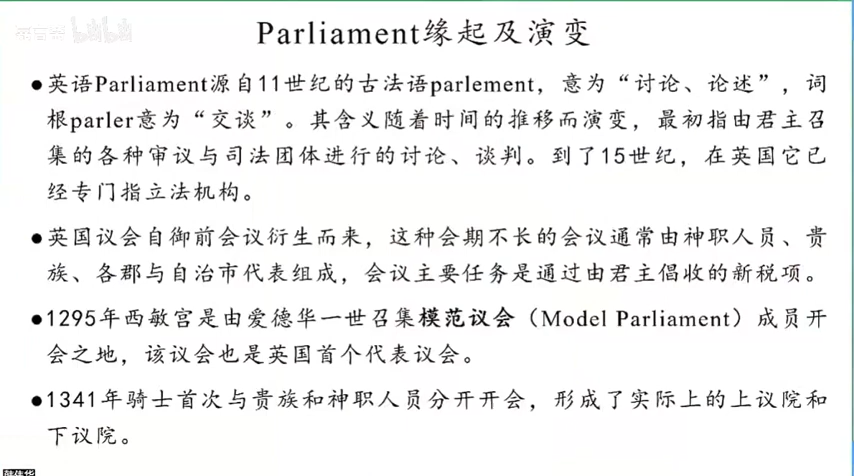 Parliament缘起及演变
●英语Parliament源自11世纪的古法语parlement，意为“讨论、论述”，词
根parler意为“交谈”。其含义随着时间的推移而演变，最初指由君主召
集的各种审议与司法团体进行的讨论、谈判。到了15世纪，在英国它已
经专门指立法机构。
●英国议会自御前会议衍生而来，这种会期不长的会议通常由神职人员、贵
族、各郡与自治市代表组成，会议主要任务是通过由君主倡收的新税项。
●1295年西敏宫是由爱德华一世召集模范议会（Model Parliament）成员开
会之地，该议会也是英国首个代表议会。
●1341年骑士首次与贵族和神职人员分开开会，形成了实际上的上议院和
下议院。